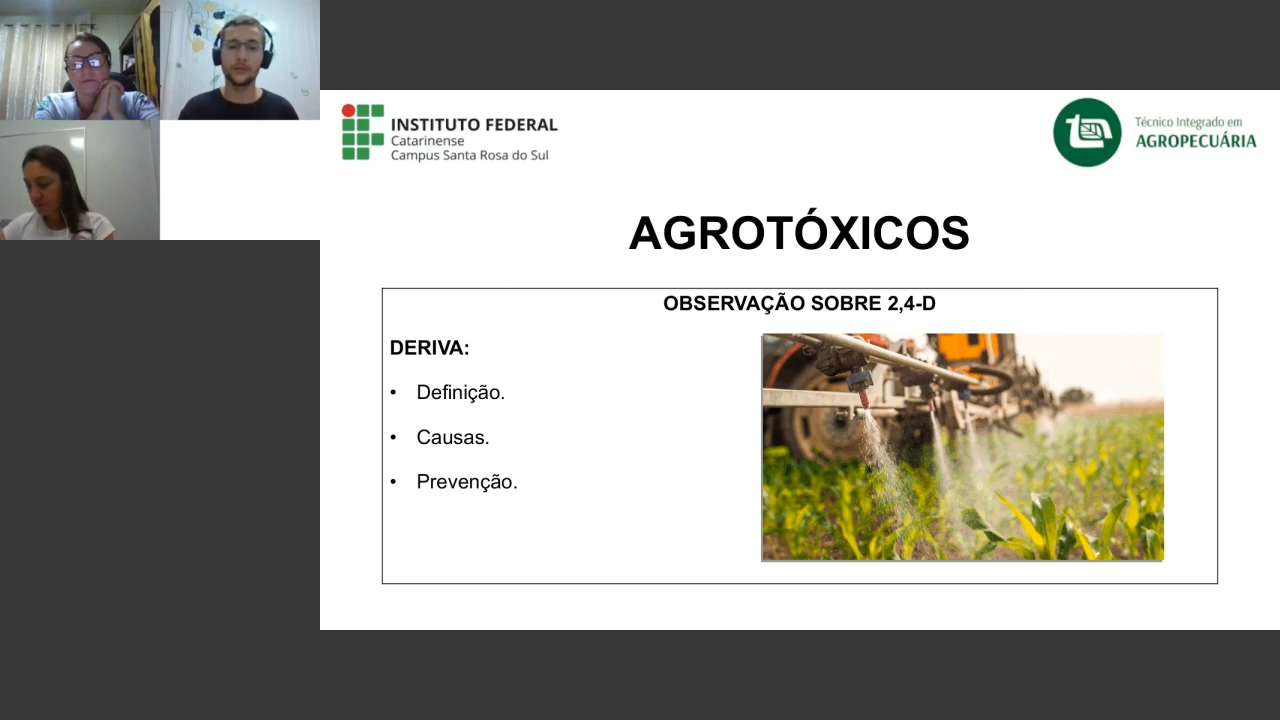 INSTITUTO FEDERAL
Catarinense
Campus Santa Rosa do Sul
Técnico Integrado em
AGROPECUÁRIA
AGROTÓXICOS
OBSERVAÇÃO SOBRE 2,4-D
DERIVA:
• Definição.
• Causas.
• Prevenção.